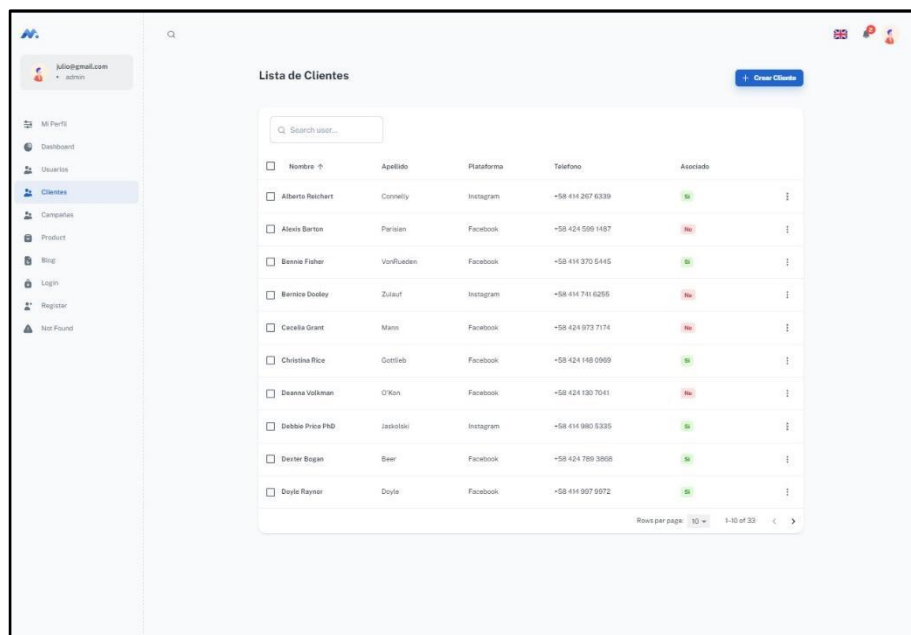 julio@gmail.com
• admin
Mi Perfil
Dashboard
Usuarios
Clientes
Campañas
Product
Blog
Login
Register
Not Found
2
Lista de Clientes
+ Crear Cliente
Search user...
Nombre ↑ Apellido Plataforma Telefono Asociado
Alberto Reichert Connelly Instagram +58 414 267 6339 Si
Alexis Barton Parisian Facebook +58 424 599 1487 No
Bennie Fisher VonRueden Facebook +58 414 370 5445 Si
Bernice Dooley Zulauf Instagram +58 414 741 6255 No
Cecelia Grant Mann Facebook +58 424 973 7174 No
Christina Rice Gottlieb Facebook +58 424 148 0969 Si
Deanna Volkman O'Kon Facebook +58 424 130 7041 No
Debbie Price PhD Jaskolski Instagram +58 414 980 5335 Si
Dexter Bogan Beer Facebook +58 424 789 3868 Si
Doyle Raynor Doyle Facebook +58 414 997 9972 Si
Rows per page: 10 1-10 of 33